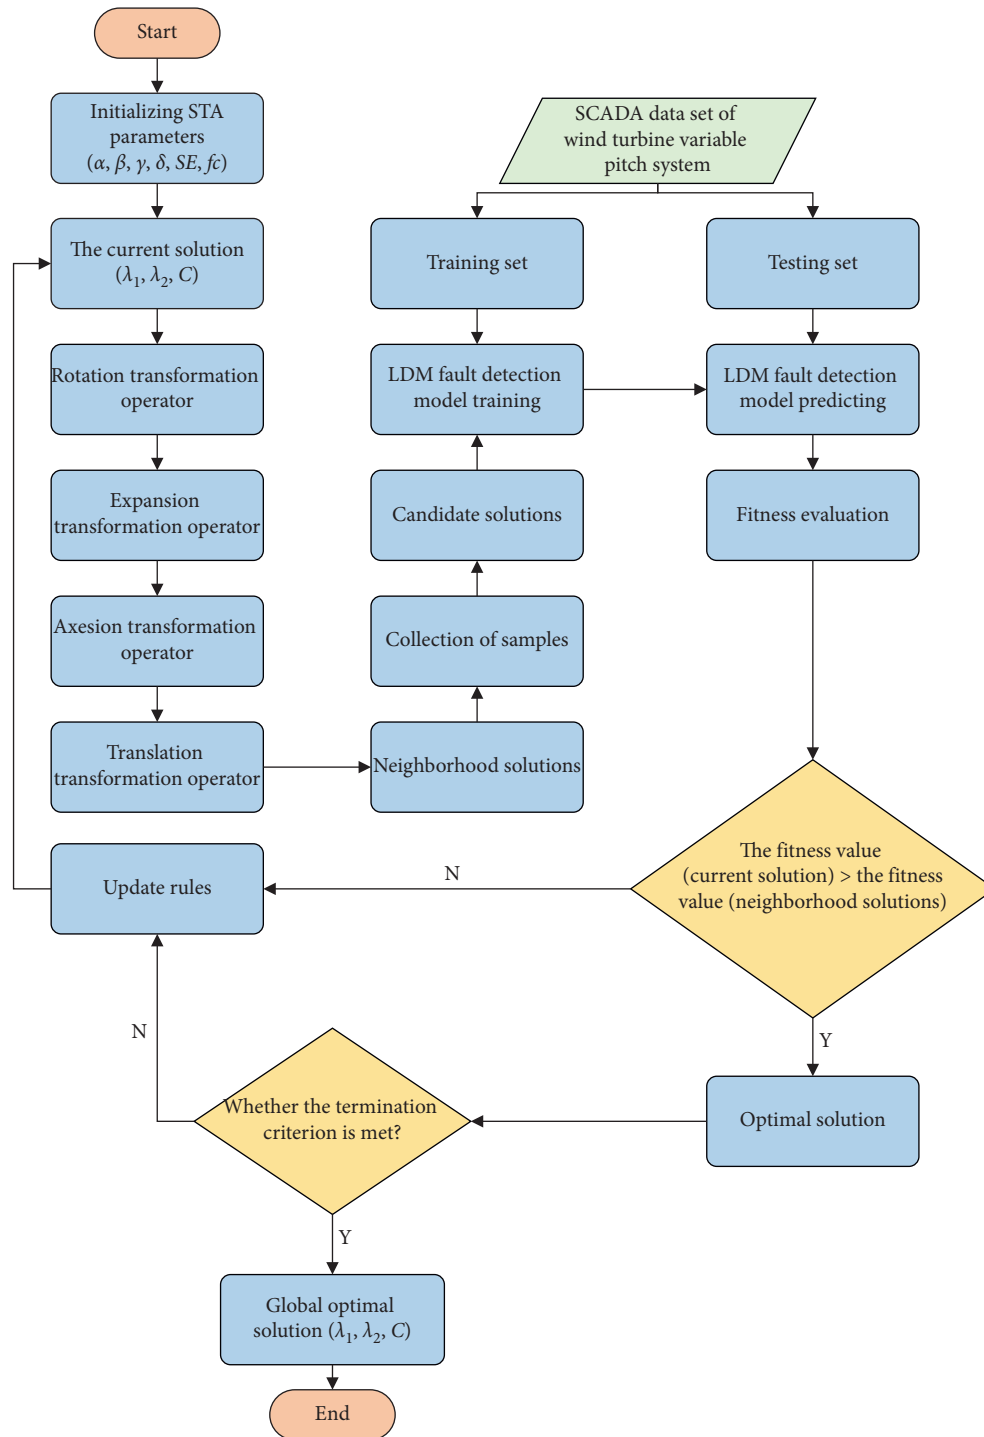 Start
Initializing STA
parameters
(α, β, γ, δ, SE, fc)
The current solution
(λ₁, λ₂, C)
Rotation transformation
operator
Expansion
transformation operator
Axesion transformation
operator
Translation
transformation operator
Update rules
SCADA data set of
wind turbine variable
pitch system
Training set
Testing set
LDM fault detection
model training
LDM fault detection
model predicting
Candidate solutions
Fitness evaluation
Collection of samples
Neighborhood solutions
The fitness value
(current solution) > the fitness
value (neighborhood solutions)
N
Y
Optimal solution
Whether the termination
criterion is met?
N
Y
Global optimal
solution (λ₁, λ₂, C)
End